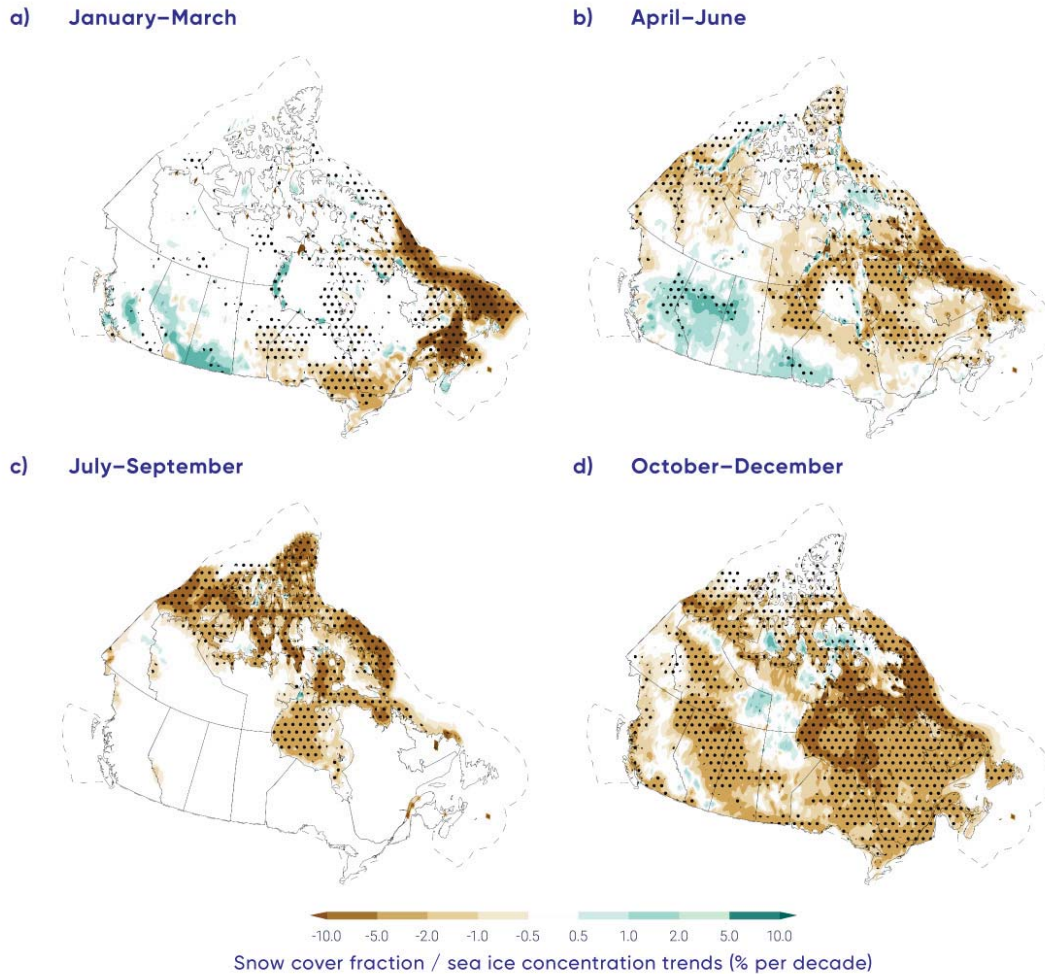 a) January–March
b) April–June
c) July–September
d) October–December
-10.0 -5.0 -2.0 -1.0 -0.5 0.5 1.0 2.0 5.0 10.0
Snow cover fraction / sea ice concentration trends (% per decade)